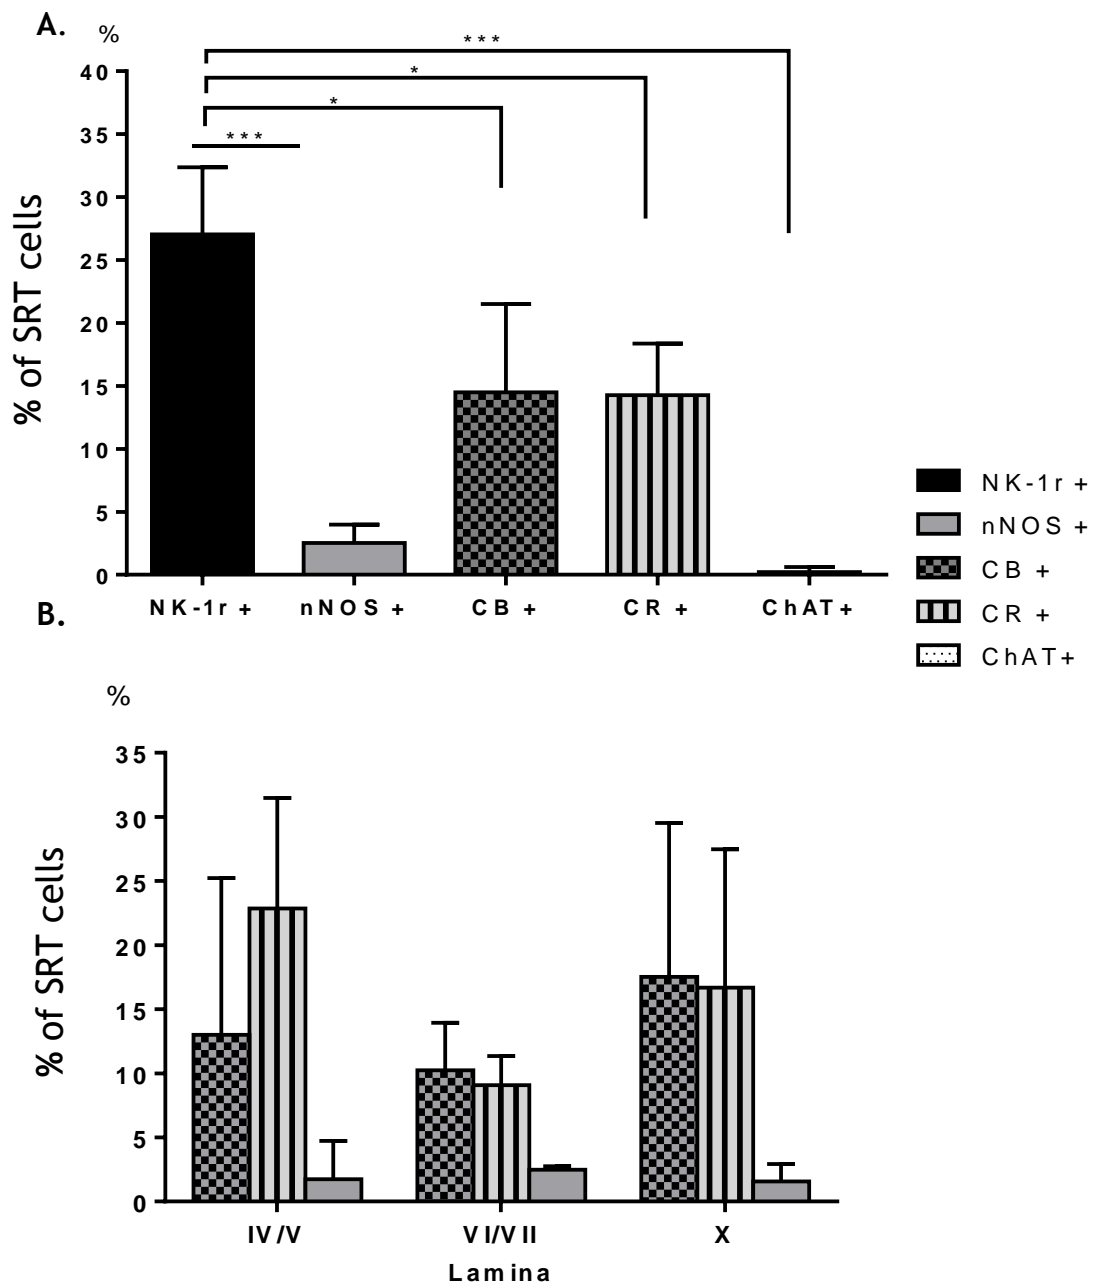 A.
%
***
*
*
***
40
35
30
25
20
15
10
5
0
% of SRT cells
NK-1r + nNOS + CB + CR + ChAT+
NK-1r +
nNOS +
CB +
CR +
ChAT+
B.
%
35
30
25
20
15
10
5
0
% of SRT cells
IV/V VI/VII X
Lamina